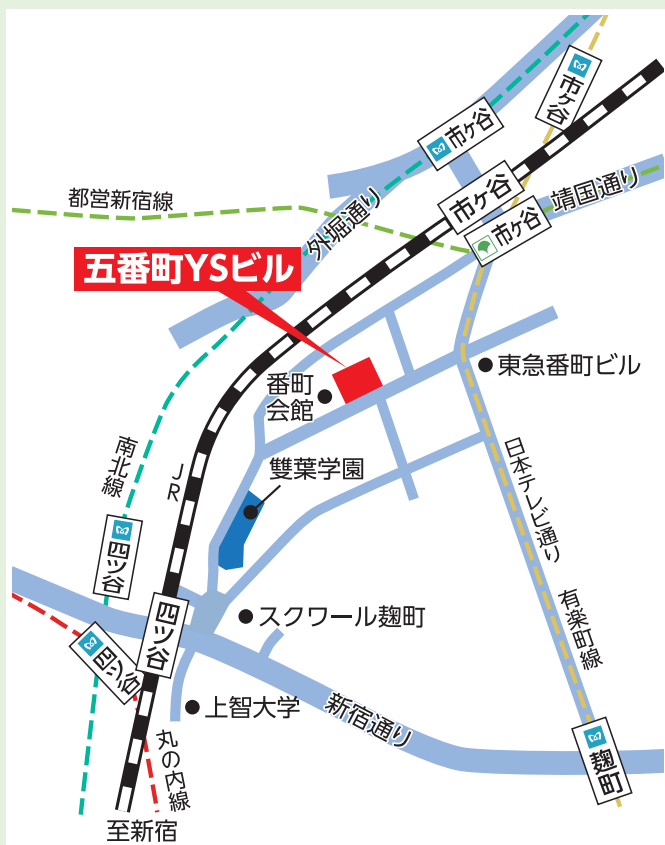 市ヶ谷
市ヶ谷
市ヶ谷
靖国通り
都営新宿線
外堀通り
市ヶ谷
五番町YSビル
東急番町ビル
番町
会館
南北線
JR
雙葉学園
日本テレビ通り
四ツ谷
有楽町線
四ツ谷
スクワール麹町
四ツ谷
上智大学
新宿通り
丸の内線
麹町
至新宿